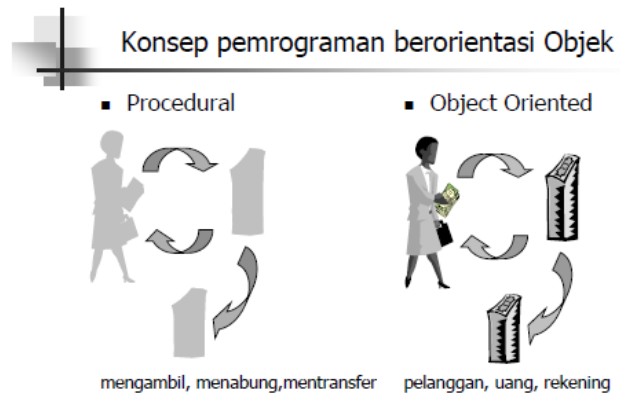 Konsep pemrograman berorientasi Objek
Procedural
Object Oriented
mengambil, menabung,mentransfer
pelanggan, uang, rekening